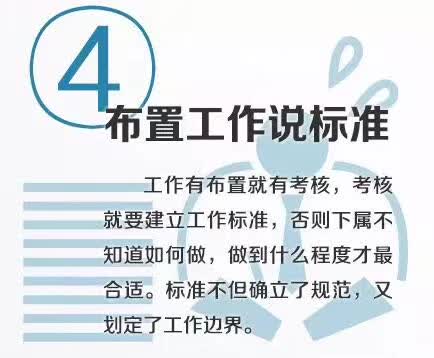 4
布置工作说标准
工作有布置就有考核，考核
就要建立工作标准，否则下属不
知道如何做，做到什么程度才最
合适。标准不但确立了规范，又
划定了工作边界。